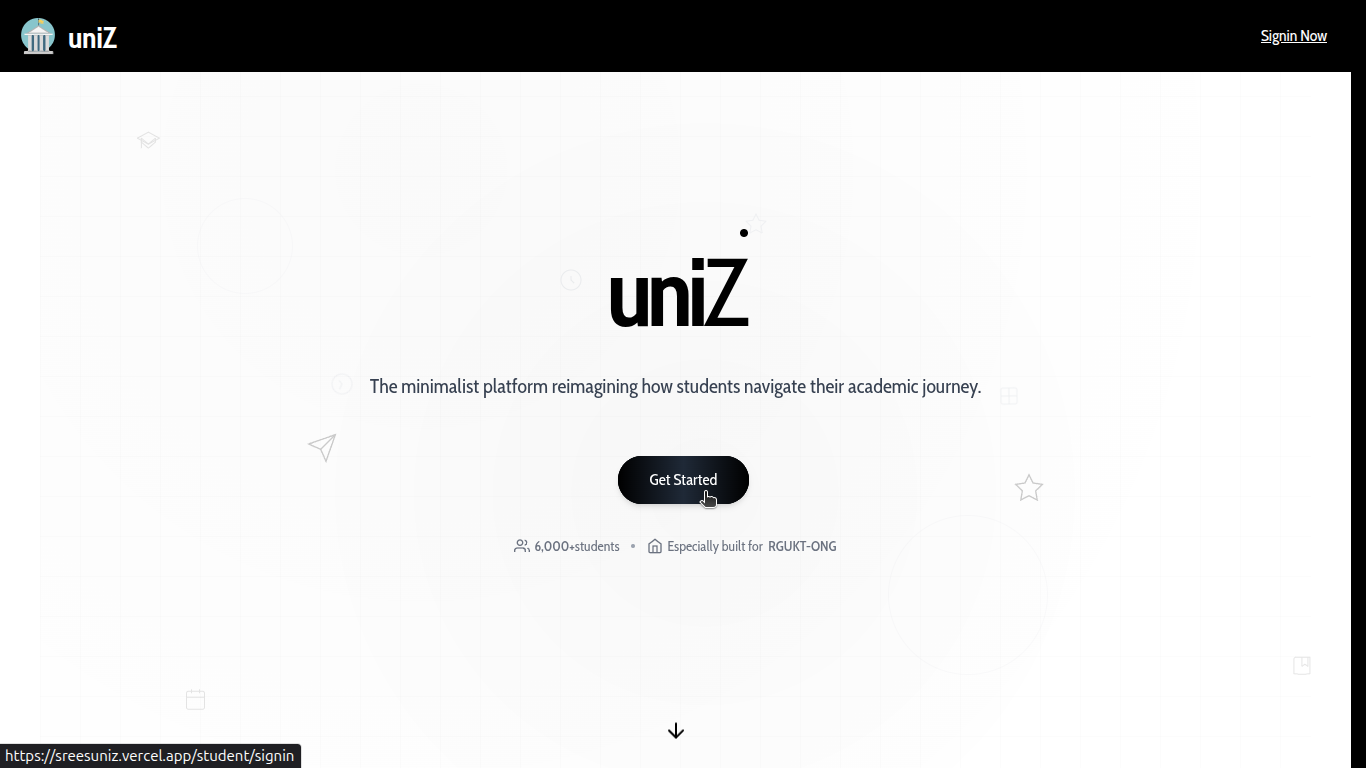 uniZ
Signin Now
uniZ
The minimalist platform reimagining how students navigate their academic journey.
Get Started
6,000+students • Especially built for RGUKT-ONG
https://sreesuniz.vercel.app/student/signin